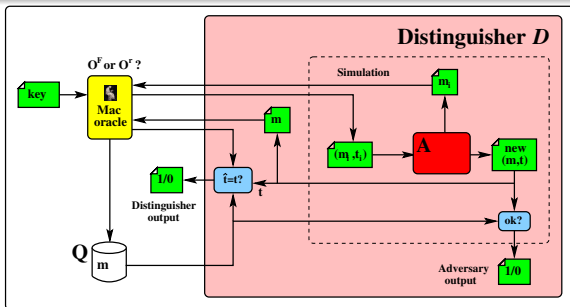 Distinguisher D
O^F or O^r ?
Simulation
key
Mac
oracle
m_i
m
(m_i,t_i)
A
new
(m,t)
1/0
t̂=t?
t
Distinguisher
output
ok?
Q
m
Adversary
output
1/0